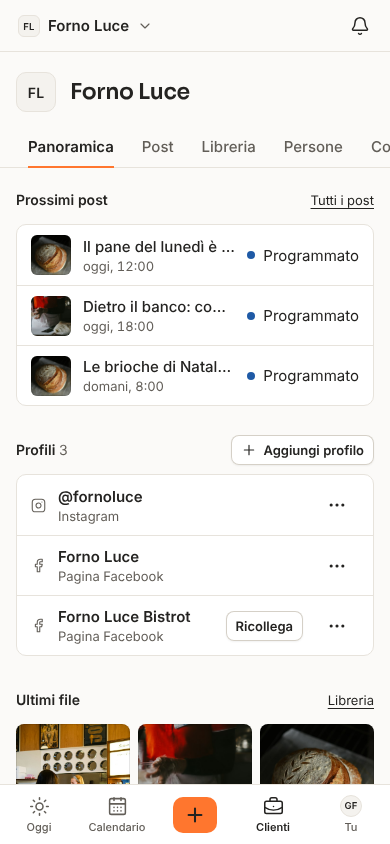 FL Forno Luce
FL Forno Luce
Panoramica Post Libreria Persone Co
Prossimi post Tutti i post
Il pane del lunedì è ... Programmato
oggi, 12:00
Dietro il banco: co... Programmato
oggi, 18:00
Le brioche di Natal... Programmato
domani, 8:00
Profili 3 Aggiungi profilo
@fornoluce
Instagram
Forno Luce
Pagina Facebook
Forno Luce Bistrot Ricollega
Pagina Facebook
Ultimi file Libreria
Oggi Calendario Clienti GF Tu